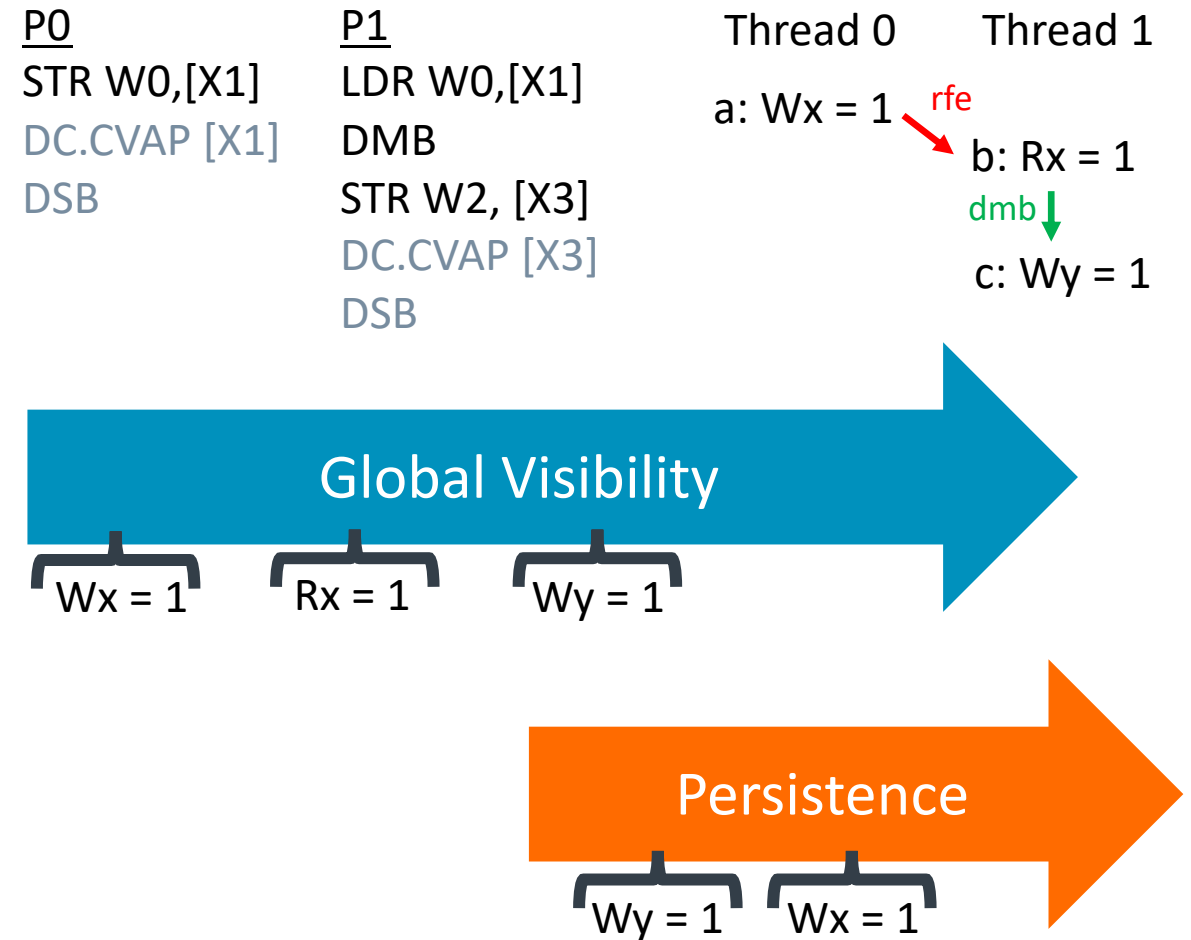 P0
STR W0,[X1]
DC.CVAP [X1]
DSB
P1
LDR W0,[X1]
DMB
STR W2, [X3]
DC.CVAP [X3]
DSB
Thread 0
Thread 1
a: Wx = 1
rfe
b: Rx = 1
dmb
c: Wy = 1
Global Visibility
Wx = 1
Rx = 1
Wy = 1
Persistence
Wy = 1
Wx = 1